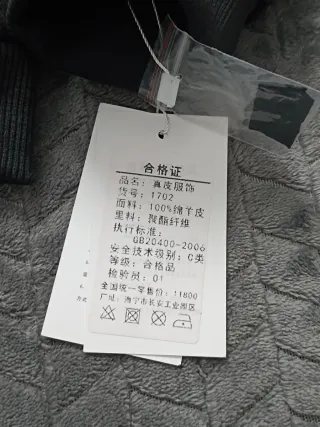 合格证
品名：真皮服饰
货号：1702
面料：100%绵羊皮
里料：聚酯纤维
执行标准：
GB20400-2006
安全技术级别：C类
等级：合格品
检验员：01
全国统一零售价：11800
厂址：海宁市长安工业园区